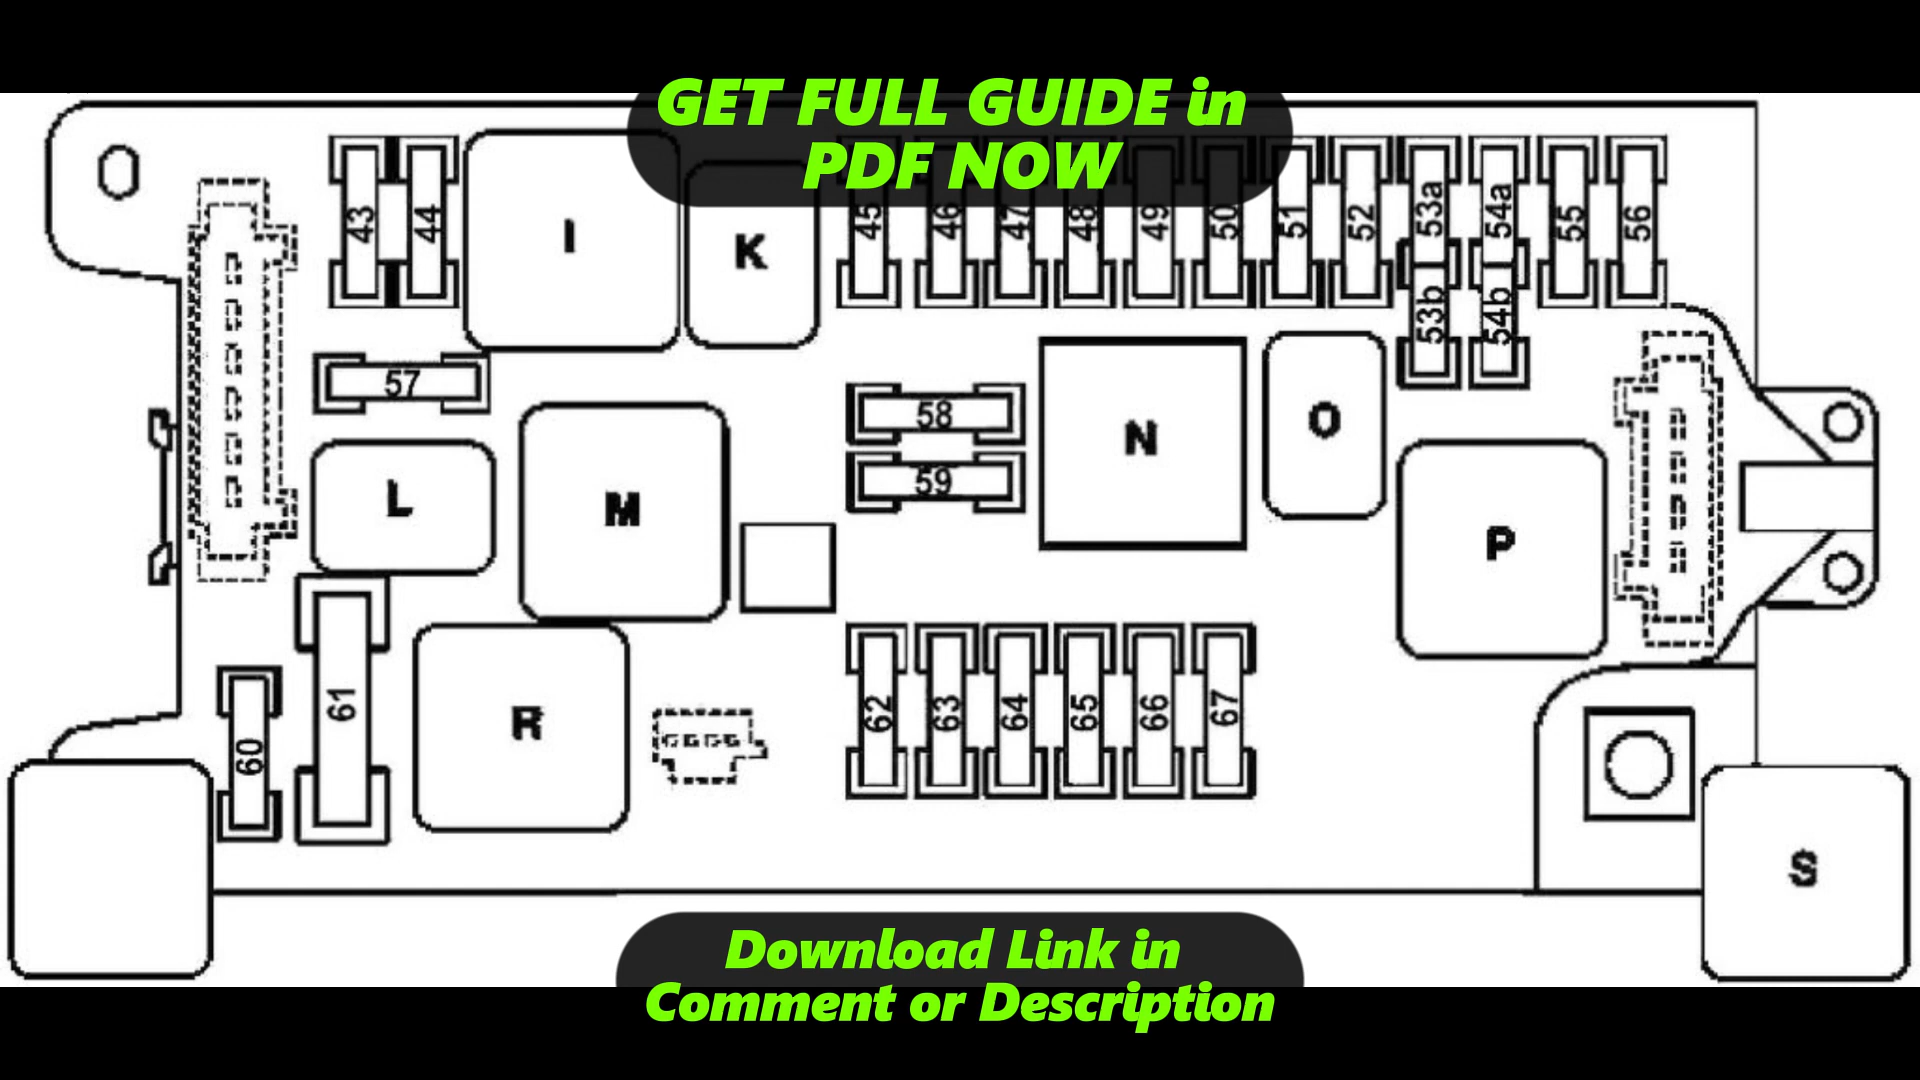 GET FULL GUIDE in
PDF NOW
43
44
I
K
45
46
47
48
49
50
51
52
53a
54a
55
56
53b
54b
57
58
59
N
O
L
M
P
60
61
R
62
63
64
65
66
67
S
Download Link in
Comment or Description